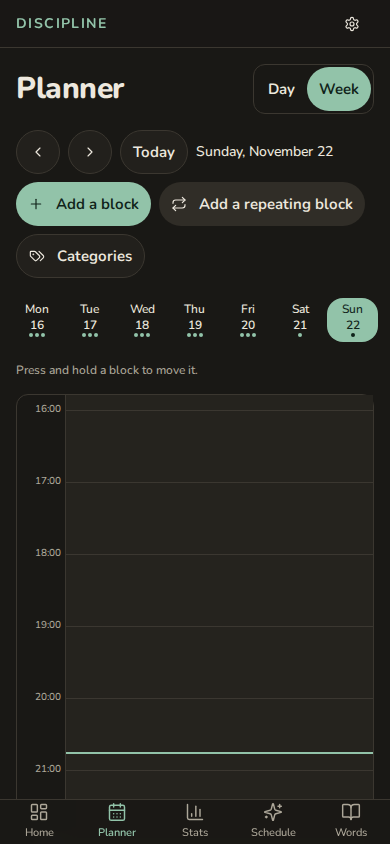 DISCIPLINE
Planner
Day Week
Today Sunday, November 22
Add a block Add a repeating block
Categories
Mon Tue Wed Thu Fri Sat Sun
16 17 18 19 20 21 22
Press and hold a block to move it.
16:00
17:00
18:00
19:00
20:00
21:00
Home Planner Stats Schedule Words